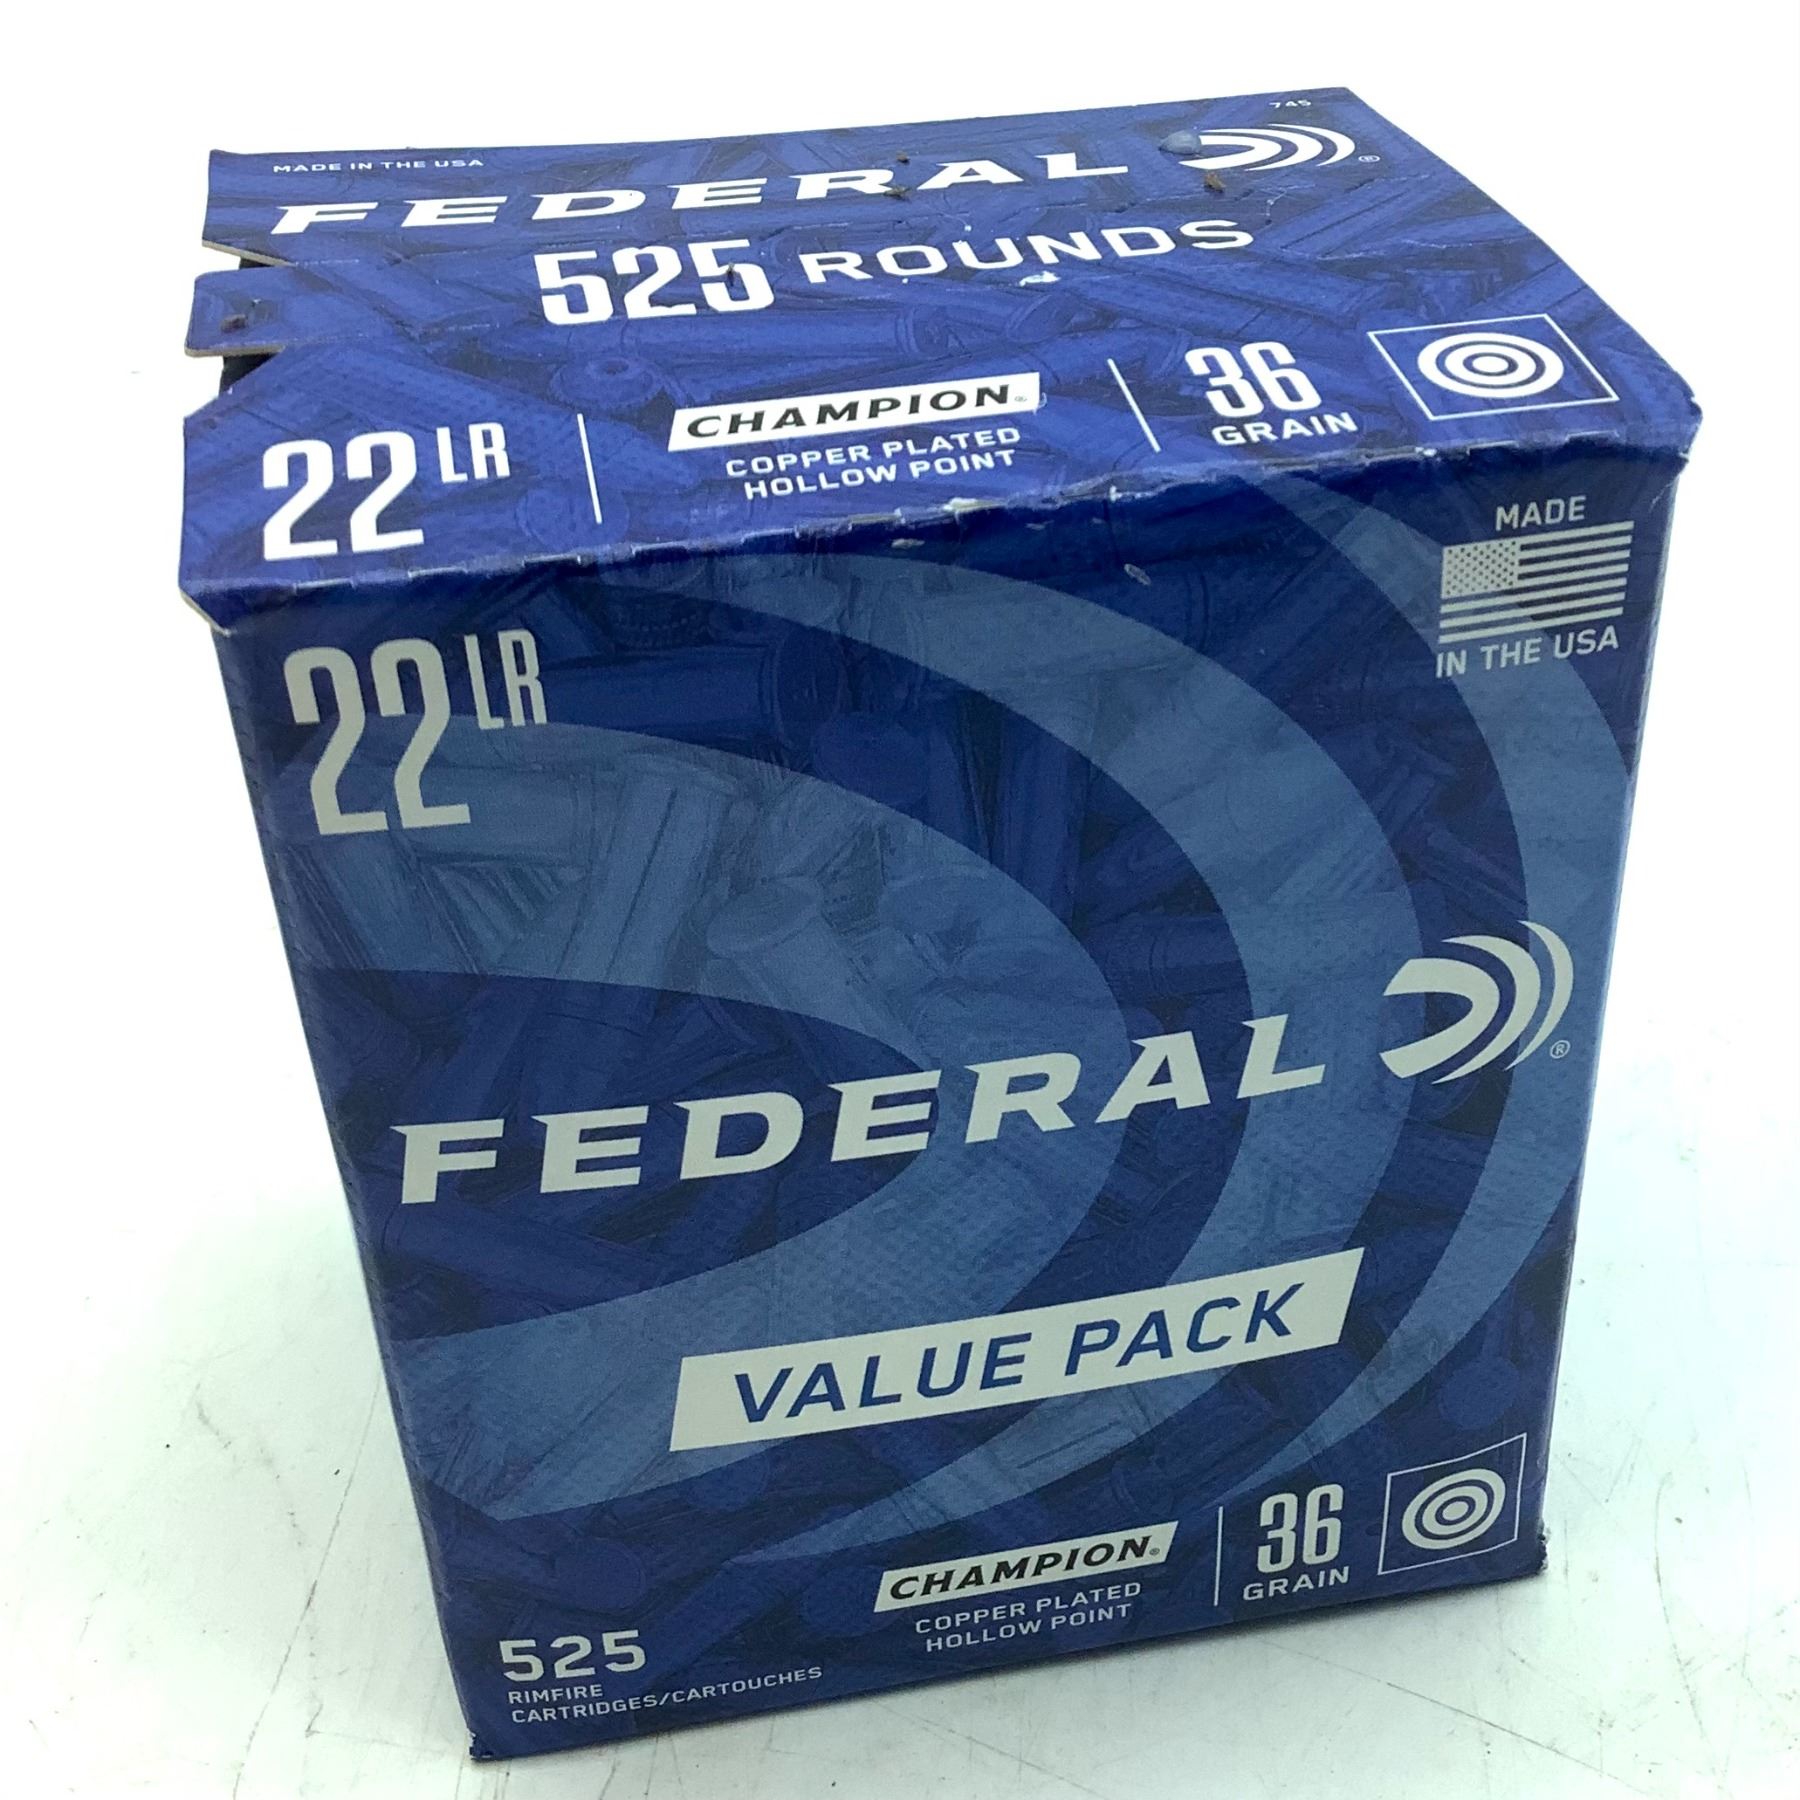 745
MADE IN THE USA
FEDERAL ®
525 ROUNDS
22 LR
CHAMPION®
COPPER PLATED
HOLLOW POINT
36
GRAIN
22 LR
MADE
IN THE USA
FEDERAL ®
VALUE PACK
CHAMPION®
COPPER PLATED
HOLLOW POINT
36
GRAIN
525
RIMFIRE
CARTRIDGES/CARTOUCHES